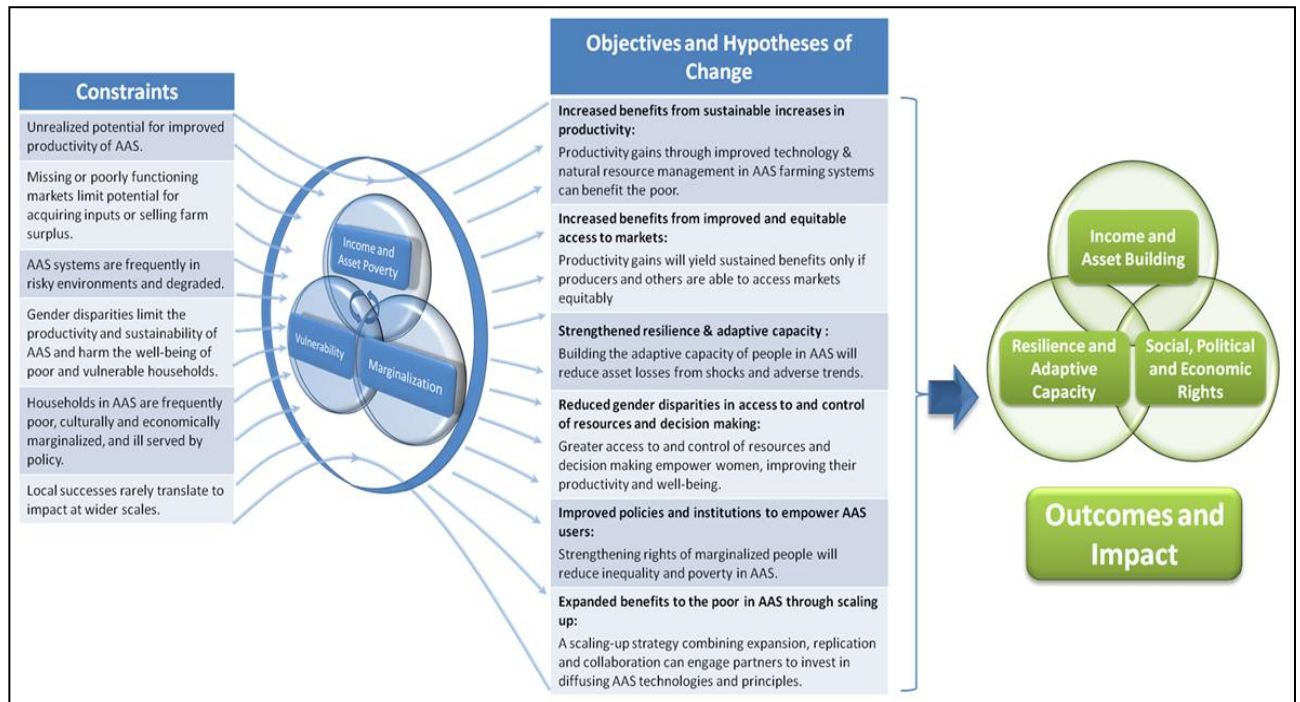 Constraints
Unrealized potential for improved
productivity of AAS.
Missing or poorly functioning
markets limit potential for
acquiring inputs or selling farm
surplus.
AAS systems are frequently in
risky environments and degraded.
Gender disparities limit the
productivity and sustainability of
AAS and harm the well-being of
poor and vulnerable households.
Households in AAS are frequently
poor, culturally and economically
marginalized, and ill served by
policy.
Local successes rarely translate to
impact at wider scales.
Income and
Asset Poverty
Vulnerability
Marginalization
Objectives and Hypotheses of
Change
Increased benefits from sustainable increases in
productivity:
Productivity gains through improved technology &
natural resource management in AAS farming systems
can benefit the poor.
Increased benefits from improved and equitable
access to markets:
Productivity gains will yield sustained benefits only if
producers and others are able to access markets
equitably
Strengthened resilience & adaptive capacity :
Building the adaptive capacity of people in AAS will
reduce asset losses from shocks and adverse trends.
Reduced gender disparities in access to and control
of resources and decision making:
Greater access to and control of resources and
decision making empower women, improving their
productivity and well-being.
Improved policies and institutions to empower AAS
users:
Strengthening rights of marginalized people will
reduce inequality and poverty in AAS.
Expanded benefits to the poor in AAS through scaling
up:
A scaling-up strategy combining expansion, replication
and collaboration can engage partners to invest in
diffusing AAS technologies and principles.
Income and
Asset Building
Resilience and
Adaptive
Capacity
Social, Political
and Economic
Rights
Outcomes and
Impact